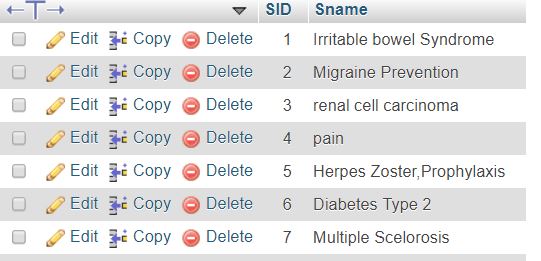 SID Sname
Edit Copy Delete 1 Irritable bowel Syndrome
Edit Copy Delete 2 Migraine Prevention
Edit Copy Delete 3 renal cell carcinoma
Edit Copy Delete 4 pain
Edit Copy Delete 5 Herpes Zoster,Prophylaxis
Edit Copy Delete 6 Diabetes Type 2
Edit Copy Delete 7 Multiple Scelorosis